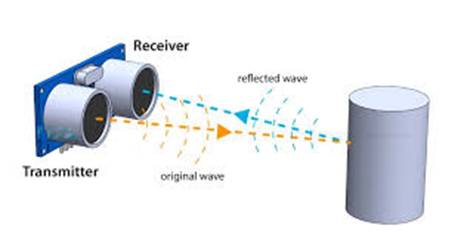 Receiver
reflected wave
Transmitter
original wave